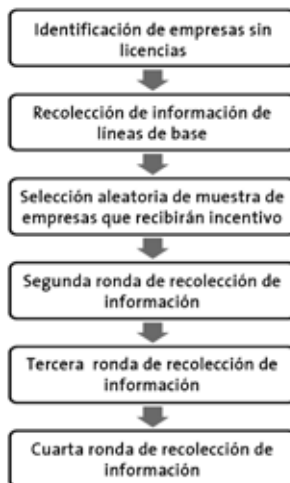 Identificación de empresas sin
licencias
Recolección de información de
líneas de base
Selección aleatoria de muestra de
empresas que recibirán incentivo
Segunda ronda de recolección de
información
Tercera ronda de recolección de
información
Cuarta ronda de recolección de
información